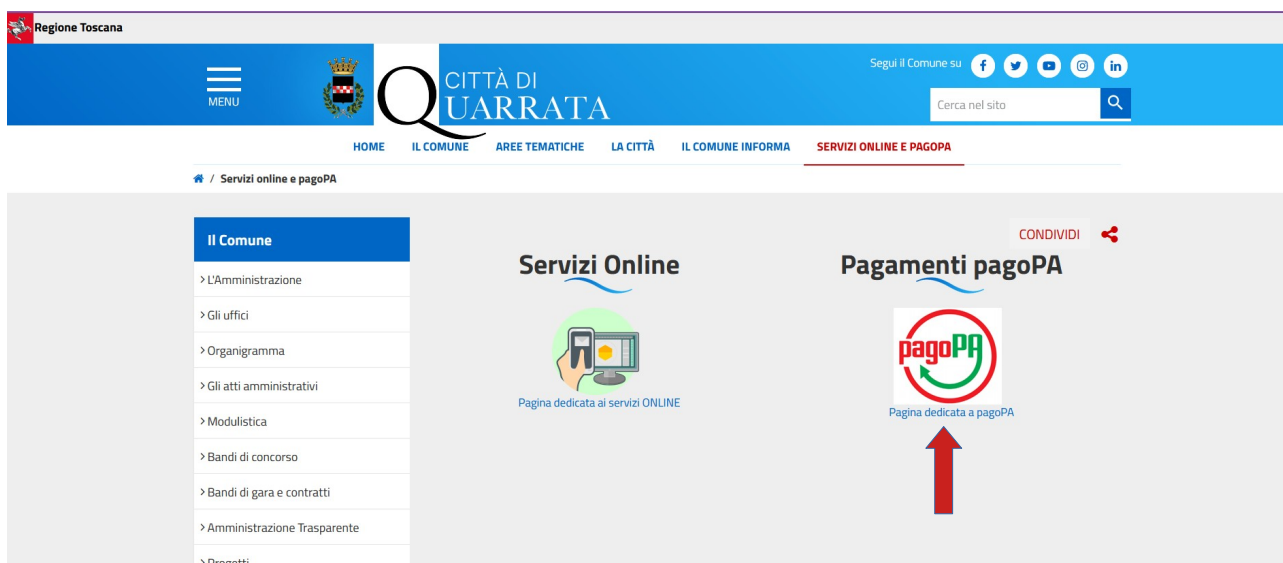 Regione Toscana
MENU
CITTÀ DI
QUARRATA
Segui il Comune su
Cerca nel sito
HOME IL COMUNE AREE TEMATICHE LA CITTÀ IL COMUNE INFORMA SERVIZI ONLINE E PAGOPA
/ Servizi online e pagoPA
Il Comune
> L'Amministrazione
> Gli uffici
> Organigramma
> Gli atti amministrativi
> Modulistica
> Bandi di concorso
> Bandi di gara e contratti
> Amministrazione Trasparente
> Progetti
CONDIVIDI
Servizi Online
Pagina dedicata ai servizi ONLINE
Pagamenti pagoPA
pagoPA
Pagina dedicata a pagoPA